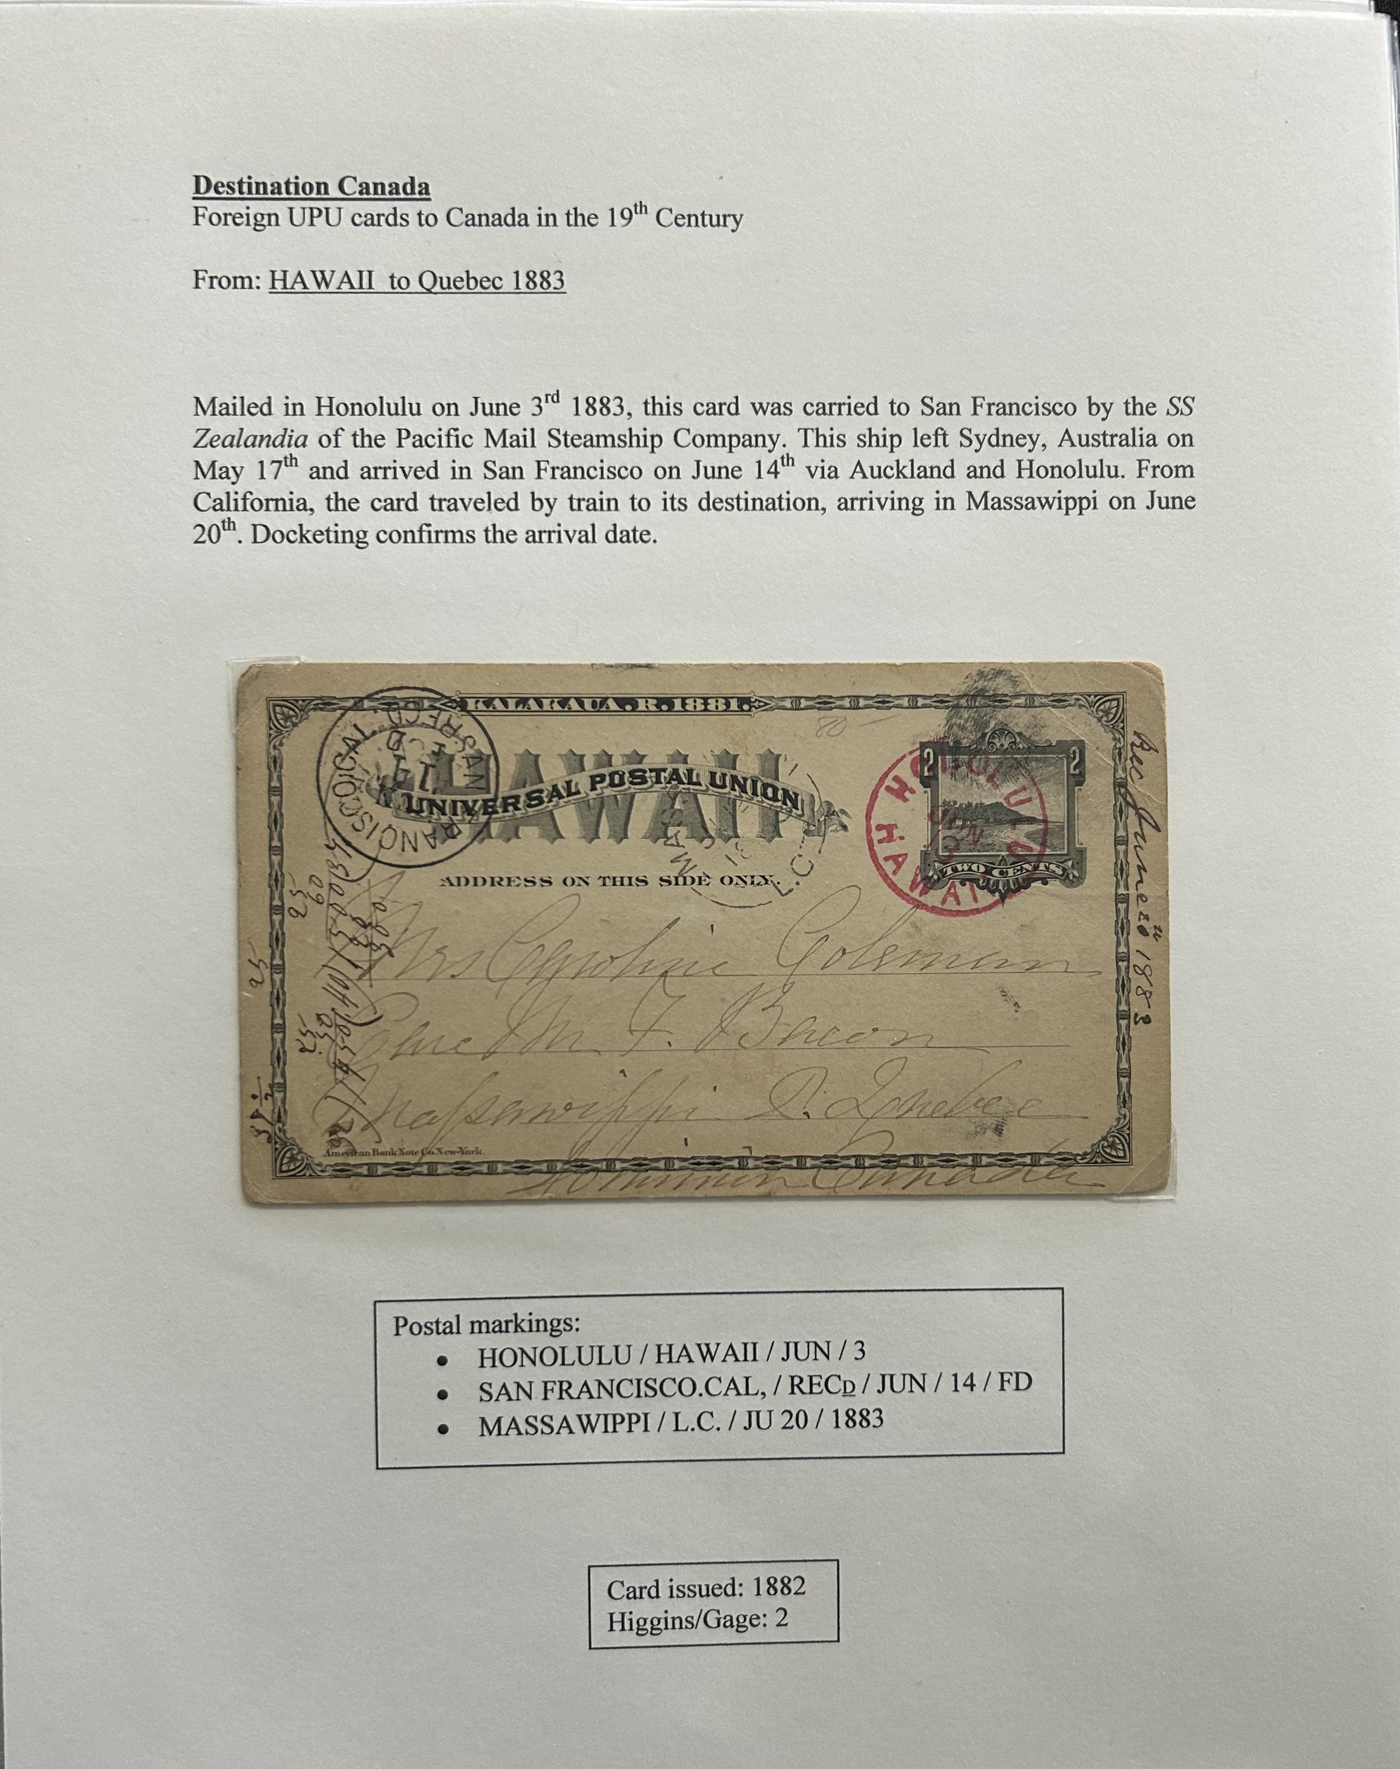 Destination Canada
Foreign UPU cards to Canada in the 19th Century
From: HAWAII to Quebec 1883
Mailed in Honolulu on June 3rd 1883, this card was carried to San Francisco by the SS
Zealandia of the Pacific Mail Steamship Company. This ship left Sydney, Australia on
May 17th and arrived in San Francisco on June 14th via Auckland and Honolulu. From
California, the card traveled by train to its destination, arriving in Massawippi on June
20th. Docketing confirms the arrival date.
KALAKAUA.R.1881.
HAWAII
UNIVERSAL POSTAL UNION
ADDRESS ON THIS SIDE ONLY.
2 2
TWO CENTS
HONOLULU
JUN
3
HAWAII
SAN FRANCISCO CAL.
REC'D
14
Rec June 20 1883
Mrs Caroline Coleman
Care M. F. Bacon
Massawippi P. Quebec
Dominion Canada
American Bank Note Co. New-York.
Postal markings:
• HONOLULU / HAWAII / JUN / 3
• SAN FRANCISCO.CAL, / RECD / JUN / 14 / FD
• MASSAWIPPI / L.C. / JU 20 / 1883
Card issued: 1882
Higgins/Gage: 2